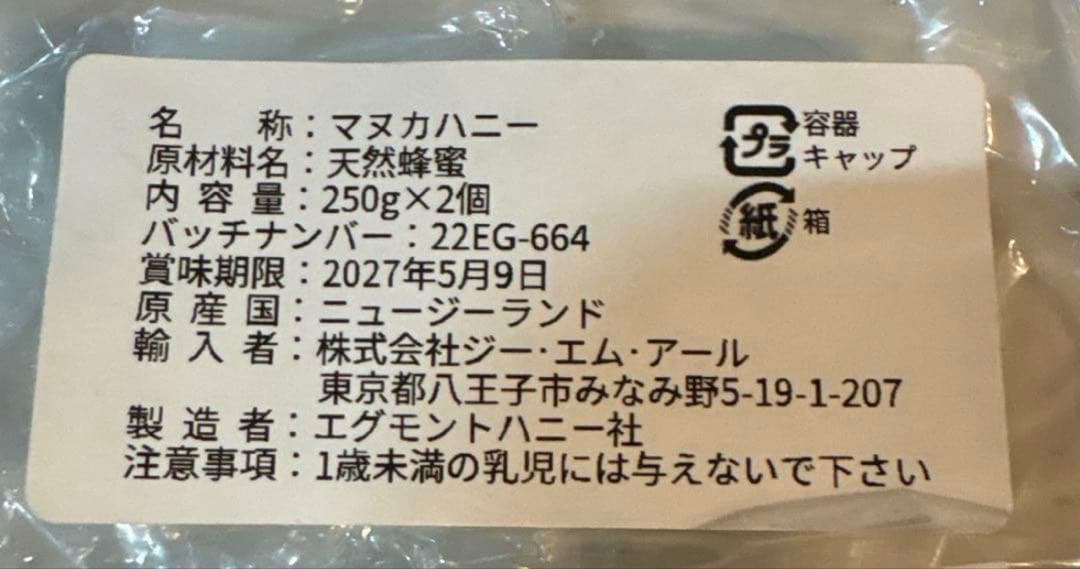 名　　称：マヌカハニー
原材料名：天然蜂蜜
内 容 量：250g×2個
バッチナンバー：22EG-664
賞味期限：2027年5月9日
原 産 国：ニュージーランド
輸 入 者：株式会社ジー・エム・アール
東京都八王子市みなみ野5-19-1-207
製 造 者：エグモントハニー社
注意事項：1歳未満の乳児には与えないで下さい
プラ 容器
キャップ
紙 箱